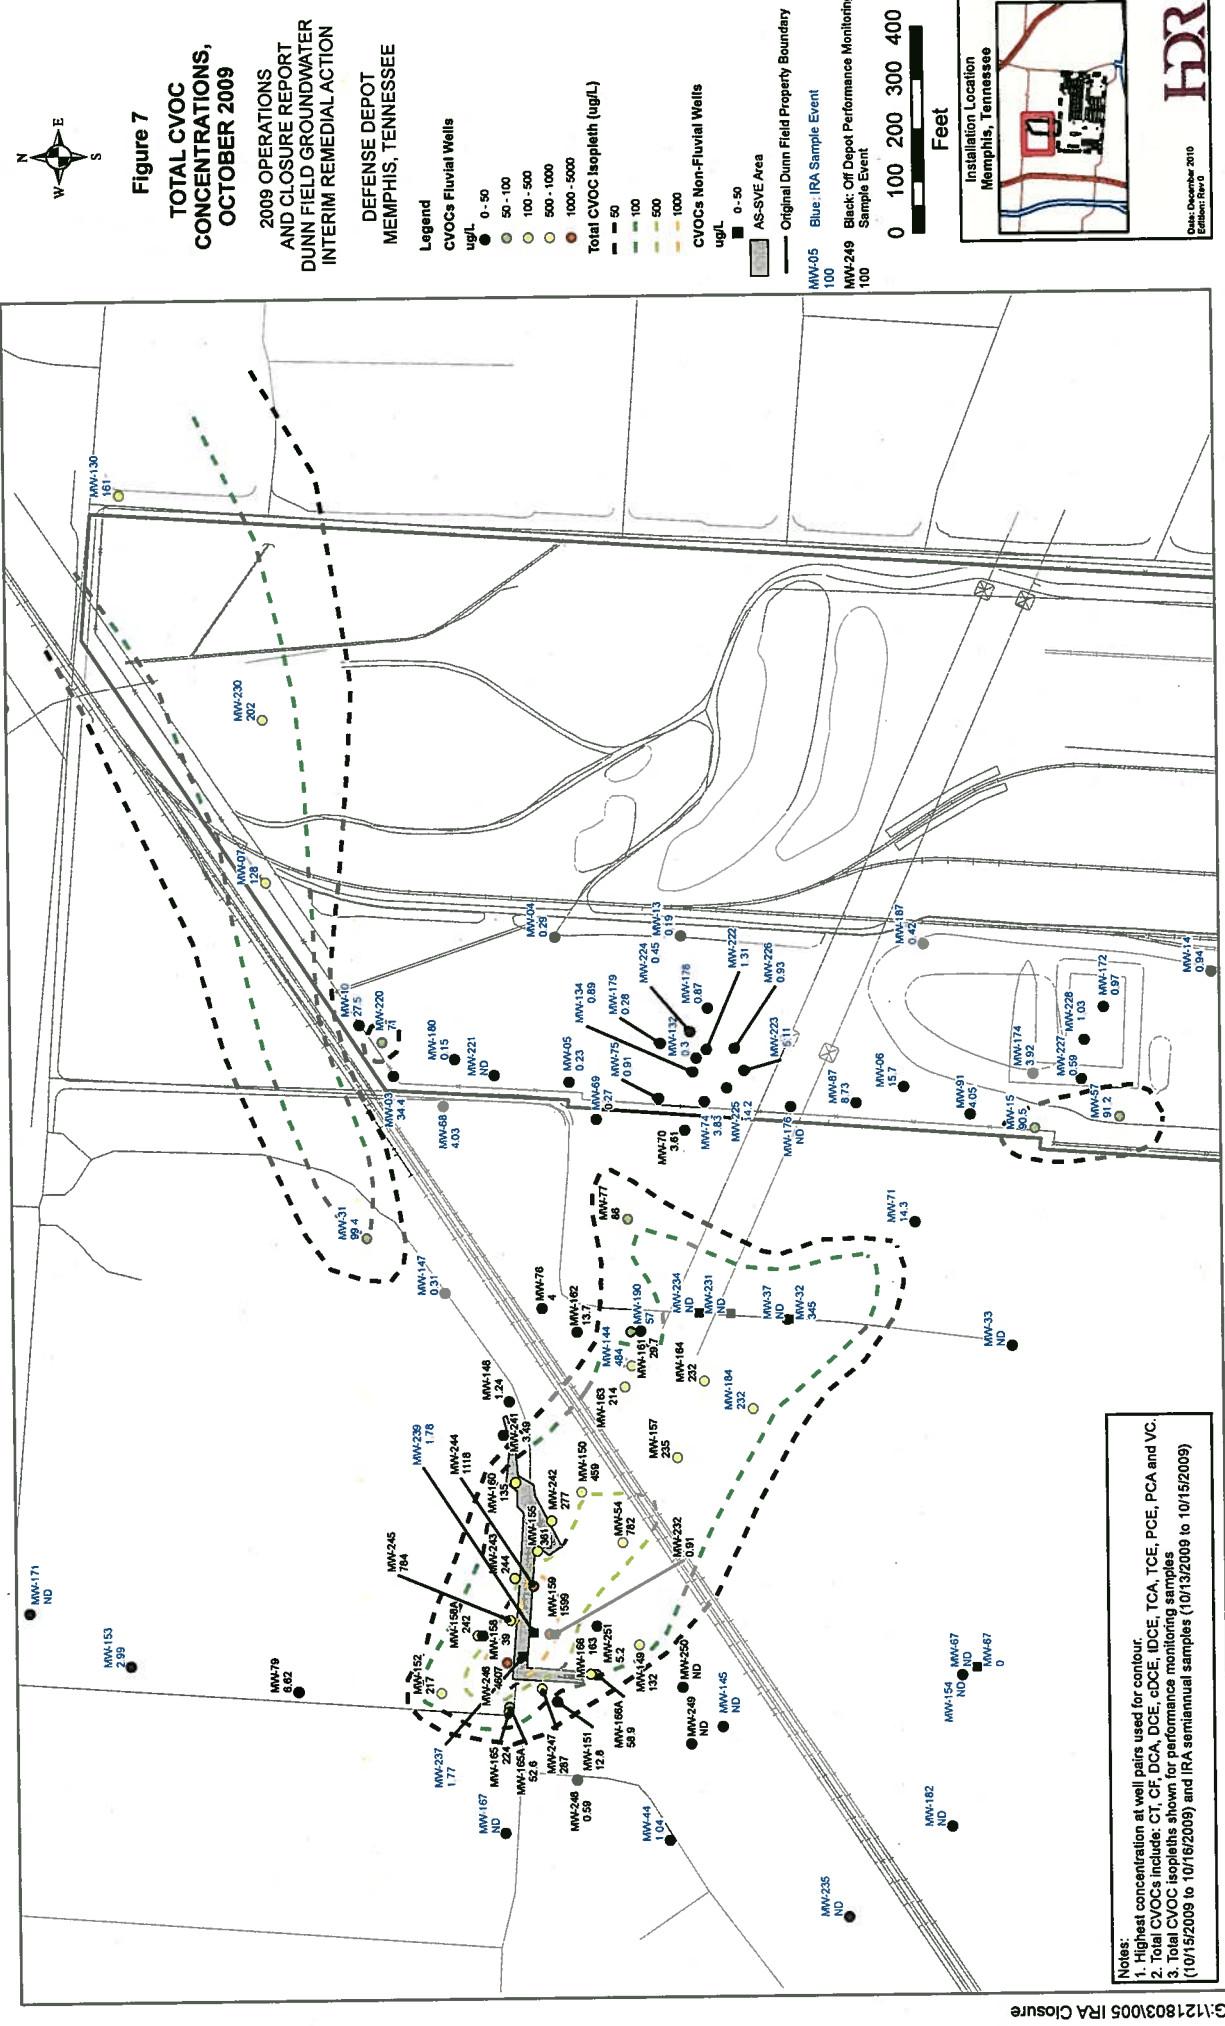 N
W
E
S
Figure 7
TOTAL CVOC
CONCENTRATIONS,
OCTOBER 2009
2009 OPERATIONS
AND CLOSURE REPORT
DUNN FIELD GROUNDWATER
INTERIM REMEDIAL ACTION
DEFENSE DEPOT
MEMPHIS, TENNESSEE
Legend
CVOCs Fluvial Wells
ug/L
0 - 50
50 - 100
100 - 500
500 - 1000
1000 - 5000
Total CVOC Isopleth (ug/L)
50
100
500
1000
CVOCs Non-Fluvial Wells
ug/L
0 - 50
AS-SVE Area
Original Dunn Field Property Boundary
MW-05
100
Blue: IRA Sample Event
MW-249
100
Black: Off Depot Performance Monitoring
Sample Event
0 100 200 300 400
Feet
Installation Location
Memphis, Tennessee
HDR
Date: December 2010
Edition: Rev 0
MW-171
ND
MW-153
2.99
MW-79
6.62
MW-130
161
MW-230
202
MW-07
128
MW-10
27.5
MW-220
71
MW-180
0.15
MW-221
ND
MW-03
34.4
MW-68
4.03
MW-31
99.4
MW-147
0.31
MW-04
0.29
MW-13
0.19
MW-224
0.45
MW-222
1.31
MW-226
0.93
MW-178
0.87
MW-134
0.89
MW-179
0.28
MW-132
0.3
MW-223
MW-05
0.23
MW-75
0.91
MW-69
0.27
MW-70
3.61
MW-74
3.83
MW-225
14.2
MW-176
ND
MW-87
8.73
MW-06
15.7
MW-91
4.05
MW-187
0.42
MW-14
0.94
MW-172
0.97
MW-228
1.03
MW-227
0.59
MW-174
3.92
MW-15
90.5
MW-57
91.2
MW-71
14.3
MW-77
86
MW-76
4
MW-162
13.7
MW-190
57
MW-144
484
MW-161
29.7
MW-163
214
MW-164
232
MW-184
232
MW-157
235
MW-234
ND
MW-231
ND
MW-37
ND
MW-32
345
MW-33
ND
MW-148
1.24
MW-241
3.49
MW-239
1.78
MW-244
1118
MW-160
135
MW-150
459
MW-242
277
MW-155
361
MW-54
782
MW-232
0.91
MW-245
784
MW-243
244
MW-159
1599
MW-158A
242
MW-158
39
MW-152
217
MW-246
4607
MW-166
163
MW-251
5.2
MW-149
132
MW-250
ND
MW-237
1.77
MW-165
224
MW-165A
52.6
MW-247
287
MW-151
12.8
MW-166A
58.9
MW-249
ND
MW-145
ND
MW-167
ND
MW-248
0.59
MW-44
1.04
MW-154
ND
MW-67
ND
MW-67
0
MW-182
ND
MW-235
ND
Notes:
1. Highest concentration at well pairs used for contour.
2. Total CVOCs include: CT, CF, DCA, DCE, cDCE, tDCE, TCA, TCE, PCE, PCA and VC.
3. Total CVOC isopleths shown for performance monitoring samples
(10/15/2009 to 10/16/2009) and IRA semiannual samples (10/13/2009 to 10/15/2009)
G:\121803\005 IRA Closure